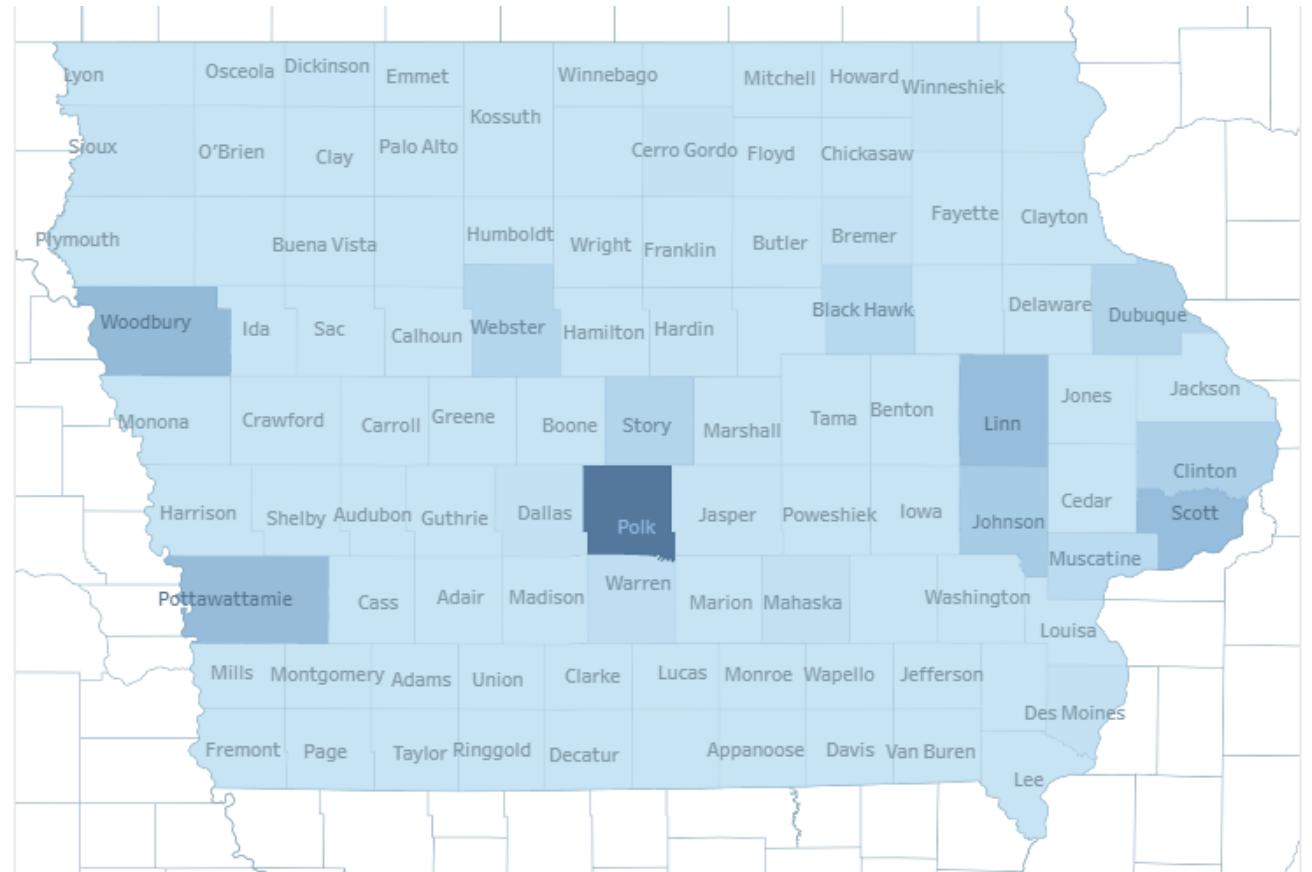 Lyon
Osceola
Dickinson
Emmet
Winnebago
Mitchell
Howard
Winneshiek
Kossuth
Sioux
O'Brien
Clay
Palo Alto
Cerro Gordo
Floyd
Chickasaw
Fayette
Clayton
Plymouth
Buena Vista
Humboldt
Wright
Franklin
Butler
Bremer
Woodbury
Ida
Sac
Calhoun
Webster
Hamilton
Hardin
Black Hawk
Delaware
Dubuque
Monona
Crawford
Carroll
Greene
Boone
Story
Marshall
Tama
Benton
Linn
Jones
Jackson
Harrison
Shelby
Audubon
Guthrie
Dallas
Polk
Jasper
Poweshiek
Iowa
Johnson
Cedar
Clinton
Scott
Muscatine
Pottawattamie
Cass
Adair
Madison
Warren
Marion
Mahaska
Washington
Louisa
Mills
Montgomery
Adams
Union
Clarke
Lucas
Monroe
Wapello
Jefferson
Des Moines
Fremont
Page
Taylor
Ringgold
Decatur
Appanoose
Davis
Van Buren
Lee